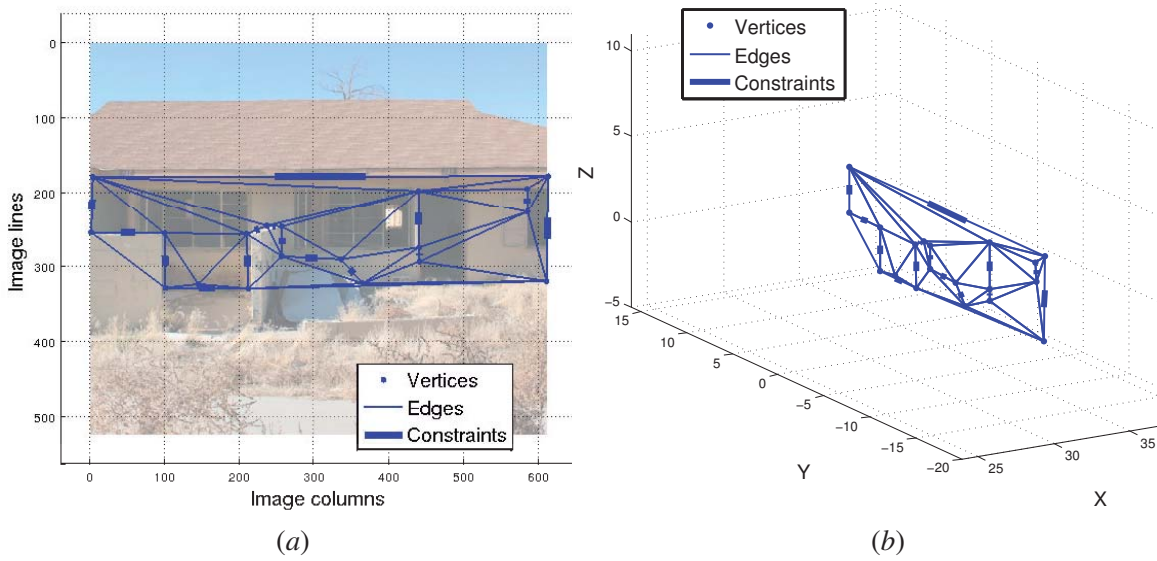 0
100
200
300
400
500
Image lines
0 100 200 300 400 500 600
Image columns
Vertices
Edges
Constraints
(a)
Vertices
Edges
Constraints
10
5
0
−5
Z
15
10
5
0
−5
−10
−15
−20
Y
25
30
35
X
(b)